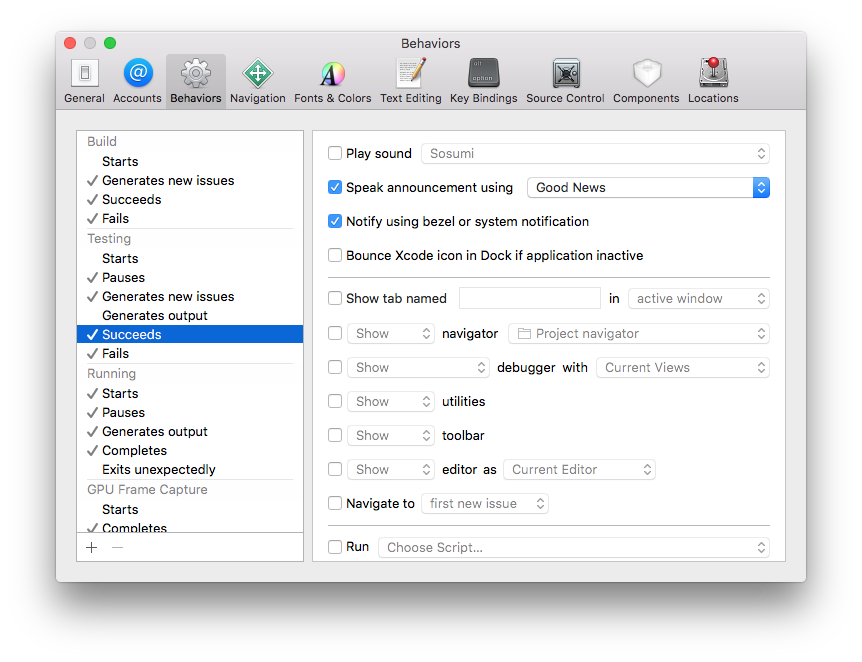 Behaviors
General Accounts Behaviors Navigation Fonts & Colors Text Editing Key Bindings Source Control Components Locations
Build
Starts
Generates new issues
Succeeds
Fails
Testing
Starts
Pauses
Generates new issues
Generates output
Succeeds
Fails
Running
Starts
Pauses
Generates output
Completes
Exits unexpectedly
GPU Frame Capture
Starts
Completes
Play sound Sosumi
Speak announcement using Good News
Notify using bezel or system notification
Bounce Xcode icon in Dock if application inactive
Show tab named in active window
Show navigator Project navigator
Show debugger with Current Views
Show utilities
Show toolbar
Show editor as Current Editor
Navigate to first new issue
Run Choose Script...